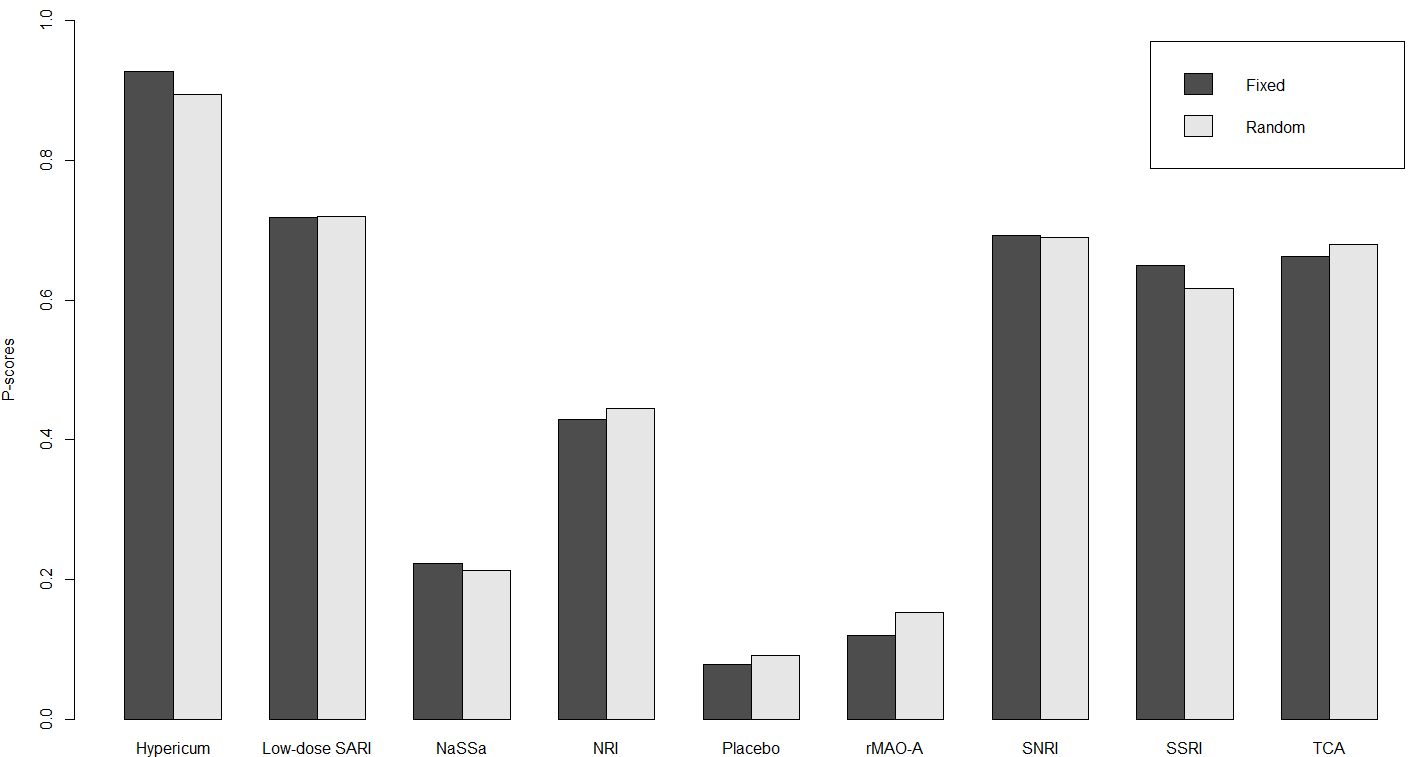 P-scores
1.0
0.8
0.6
0.4
0.2
0.0
Fixed
Random
Hypericum Low-dose SARI NaSSa NRI Placebo rMAO-A SNRI SSRI TCA